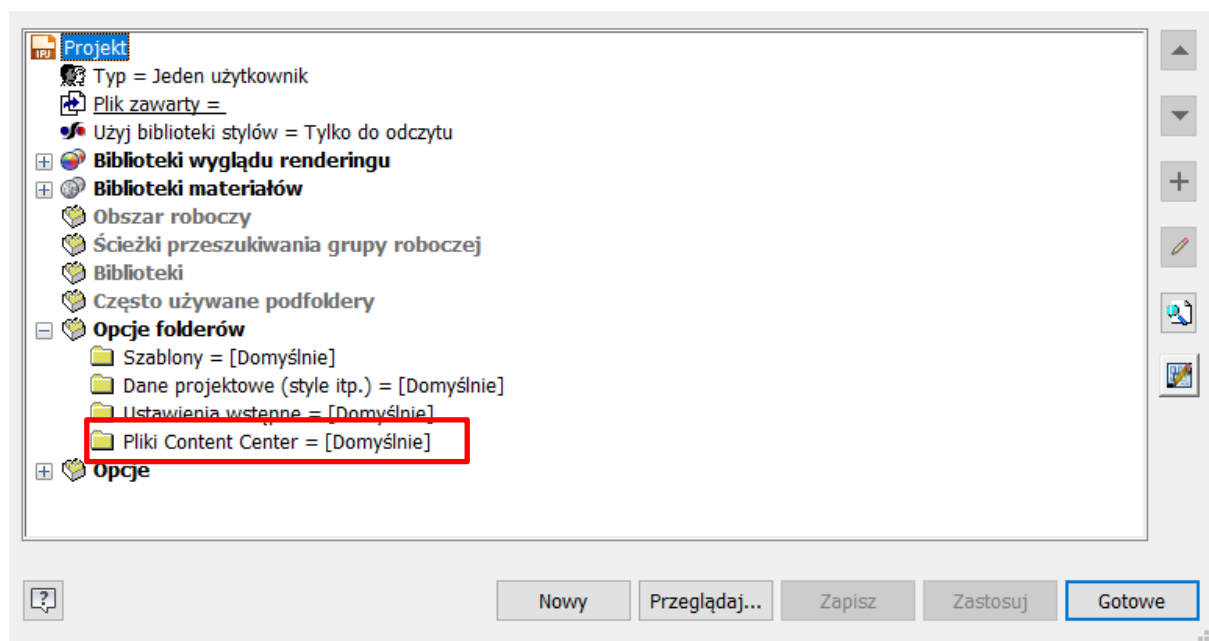 Projekt
Typ = Jeden użytkownik
Plik zawarty =
Użyj biblioteki stylów = Tylko do odczytu
Biblioteki wyglądu renderingu
Biblioteki materiałów
Obszar roboczy
Ścieżki przeszukiwania grupy roboczej
Biblioteki
Często używane podfoldery
Opcje folderów
Szablony = [Domyślnie]
Dane projektowe (style itp.) = [Domyślnie]
Ustawienia wstępne = [Domyślnie]
Pliki Content Center = [Domyślnie]
Opcje
Nowy Przeglądaj... Zapisz Zastosuj Gotowe